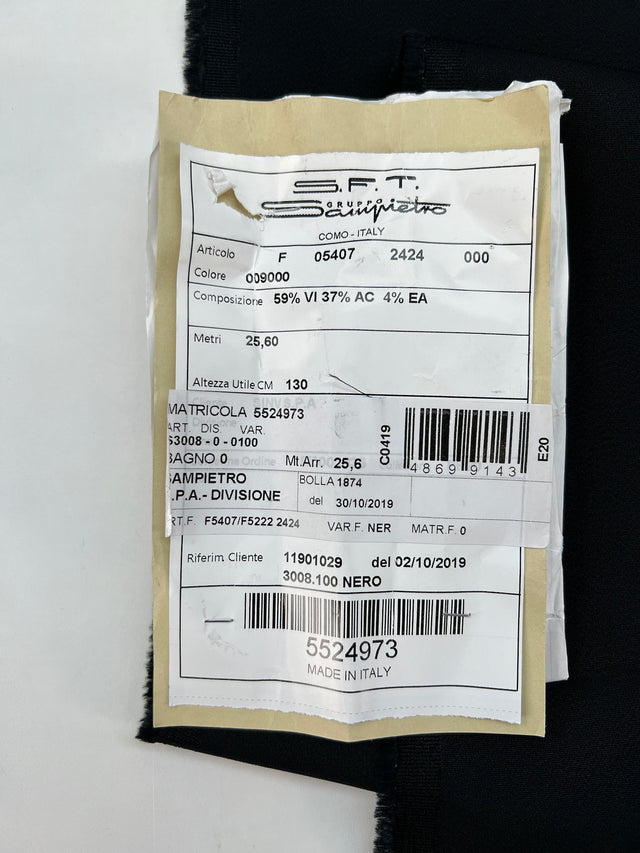 S.F.T.
GRUPPO
Sampietro
COMO - ITALY
Articolo F 05407 2424 000
Colore 009000
Composizione 59% VI 37% AC 4% EA
Metri 25,60
Altezza Utile CM 130
Cliente SINV S.P.A
MATRICOLA 5524973
ART. DIS. VAR.
S3008 - 0 - 0100
BAGNO 0 Mt.Arr. 25,6
C0419
4869 9143
E20
SAMPIETRO
.P.A.- DIVISIONE
BOLLA 1874
del 30/10/2019
RT.F. F5407/F5222 2424 VAR.F. NER MATR.F. 0
Riferim. Cliente 11901029 del 02/10/2019
3008.100 NERO
5524973
MADE IN ITALY